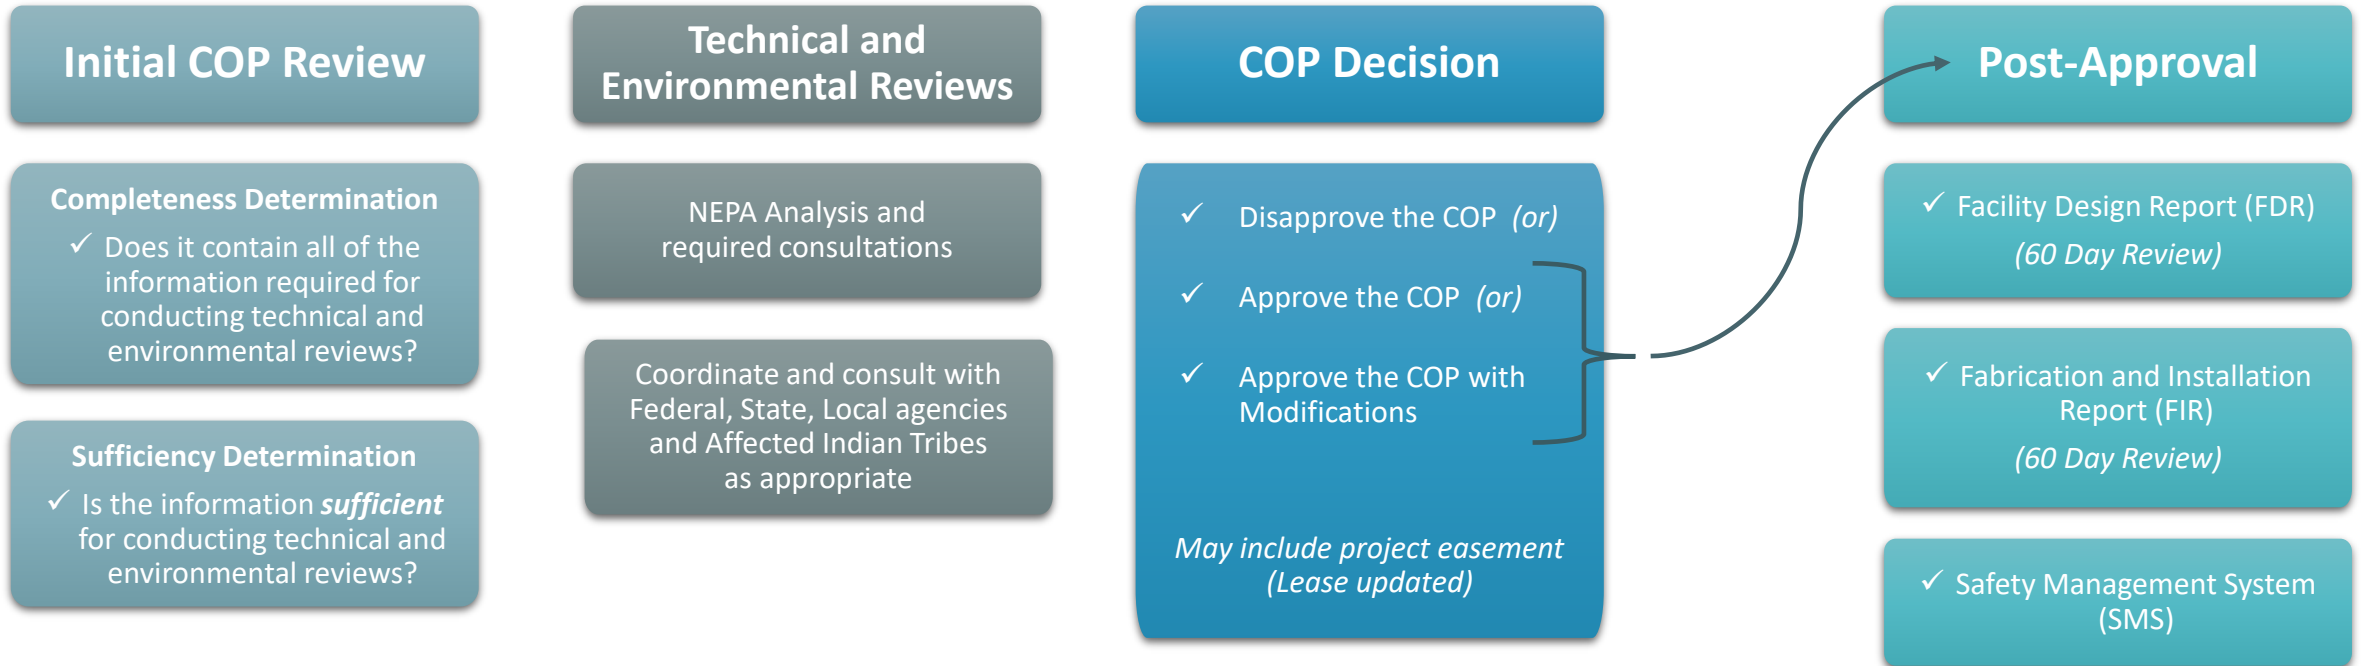 Initial COP Review
Completeness Determination
✓ Does it contain all of the
information required for
conducting technical and
environmental reviews?
Sufficiency Determination
✓ Is the information sufficient
for conducting technical and
environmental reviews?
Technical and
Environmental Reviews
NEPA Analysis and
required consultations
Coordinate and consult with
Federal, State, Local agencies
and Affected Indian Tribes
as appropriate
COP Decision
✓ Disapprove the COP (or)
✓ Approve the COP (or)
✓ Approve the COP with
Modifications
May include project easement
(Lease updated)
Post-Approval
✓ Facility Design Report (FDR)
(60 Day Review)
✓ Fabrication and Installation
Report (FIR)
(60 Day Review)
✓ Safety Management System
(SMS)